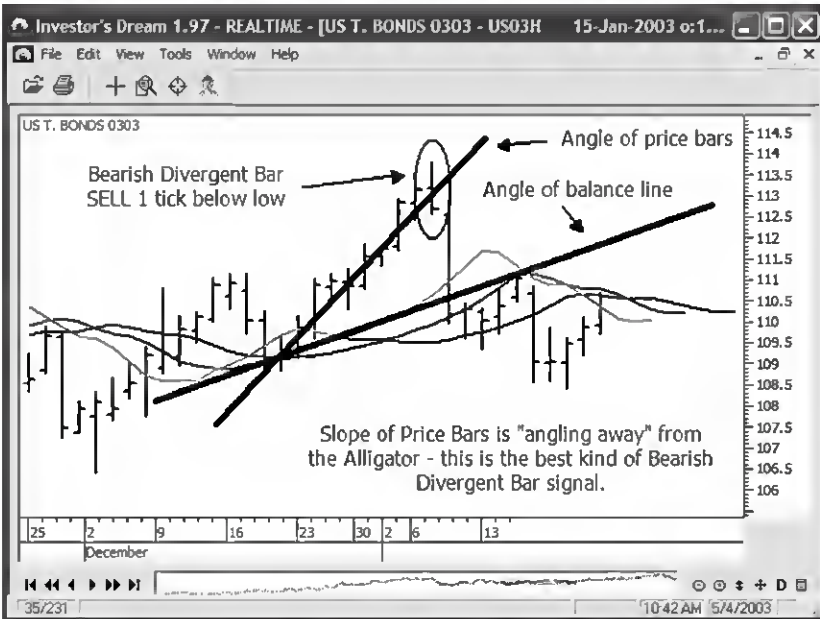 Investor's Dream 1.97 - REALTIME - [US T. BONDS 0303 - US03H 15-Jan-2003 o:1...
File Edit View Tools Window Help
US T. BONDS 0303
Angle of price bars
Bearish Divergent Bar
SELL 1 tick below low
Angle of balance line
Slope of Price Bars is "angling away" from
the Alligator - this is the best kind of Bearish
Divergent Bar signal.
114.5
114
113.5
113
112.5
112
111.5
111
110.5
110
109.5
109
108.5
108
107.5
107
106.5
106
25 2 9 16 23 30 2 6 13
December
D
35/231 10:42 AM 5/4/2003